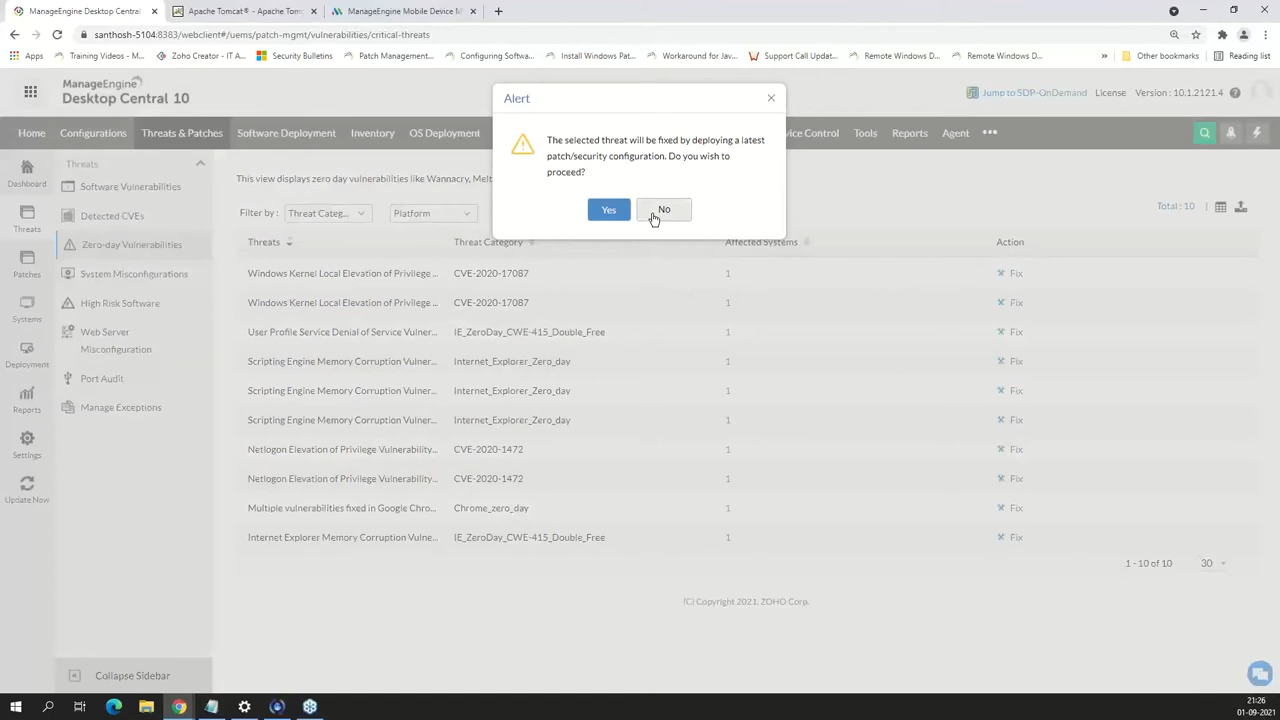 ManageEngine Desktop Central 10
Apache Tomcat® - Apache Tom
ManageEngine Mobile Device M
santhosh-5104:8383/webclient#/uems/patch-mgmt/vulnerabilities/critical-threats
Apps
Training Videos - M...
Zoho Creator - IT A...
Security Bulletins
Patch Management...
Configuring Softwa...
Install Windows Pat...
Workaround for Jav...
Support Call Updat...
Remote Windows D...
Remote Windows D...
»
Other bookmarks
Reading list
ManageEngine
Desktop Central 10
Jump to SDP-OnDemand
License
Version : 10.1.2121.4
Home
Configurations
Threats & Patches
Software Deployment
Inventory
OS Deployment
vice Control
Tools
Reports
Agent
Alert
The selected threat will be fixed by deploying a latest
patch/security configuration. Do you wish to
proceed?
Yes
No
Dashboard
Threats
Patches
Systems
Deployment
Reports
Settings
Update Now
Threats
Software Vulnerabilities
Detected CVEs
Zero-day Vulnerabilities
System Misconfigurations
High Risk Software
Web Server
Misconfiguration
Port Audit
Manage Exceptions
Collapse Sidebar
This view displays zero day vulnerabilities like Wannacry, Melt
Filter by :
Threat Categ...
Platform
Total : 10
Threats
Threat Category
Affected Systems
Action
Windows Kernel Local Elevation of Privilege ...
CVE-2020-17087
1
Fix
Windows Kernel Local Elevation of Privilege ...
CVE-2020-17087
1
Fix
User Profile Service Denial of Service Vulner...
IE_ZeroDay_CWE-415_Double_Free
1
Fix
Scripting Engine Memory Corruption Vulner...
Internet_Explorer_Zero_day
1
Fix
Scripting Engine Memory Corruption Vulner...
Internet_Explorer_Zero_day
1
Fix
Scripting Engine Memory Corruption Vulner...
Internet_Explorer_Zero_day
1
Fix
Netlogon Elevation of Privilege Vulnerability...
CVE-2020-1472
1
Fix
Netlogon Elevation of Privilege Vulnerability...
CVE-2020-1472
1
Fix
Multiple vulnerabilities fixed in Google Chro...
Chrome_zero_day
1
Fix
Internet Explorer Memory Corruption Vulne...
IE_ZeroDay_CWE-415_Double_Free
1
Fix
1 - 10 of 10
30
(C) Copyright 2021, ZOHO Corp.
21:26
01-09-2021